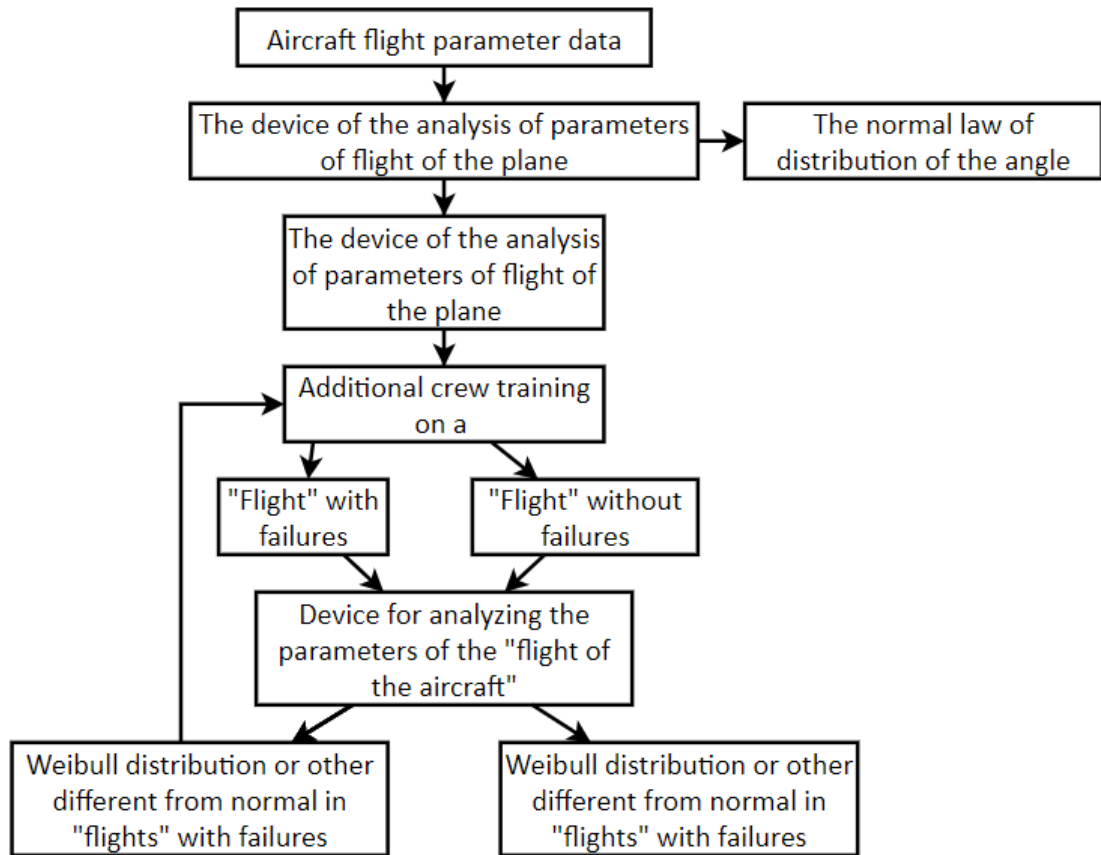 Aircraft flight parameter data
The device of the analysis of parameters
of flight of the plane
The normal law of
distribution of the angle
The device of the analysis
of parameters of flight of
the plane
Additional crew training
on a
"Flight" with
failures
"Flight" without
failures
Device for analyzing the
parameters of the "flight of
the aircraft"
Weibull distribution or other
different from normal in
"flights" with failures
Weibull distribution or other
different from normal in
"flights" with failures